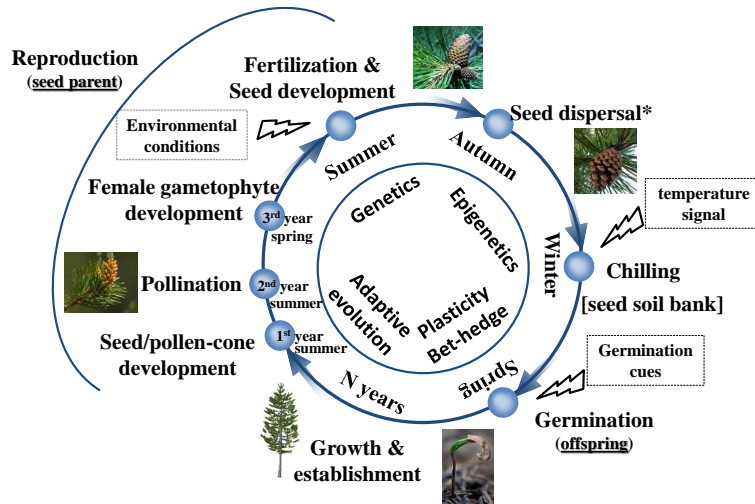 Reproduction
(seed parent)
Fertilization &
Seed development
Seed dispersal*
Environmental
conditions
Summer
Autumn
temperature
signal
Female gametophyte
development
3rd year
spring
Genetics
Epigenetics
Winter
Chilling
[seed soil bank]
Pollination
2nd year
summer
Adaptive
evolution
Plasticity
Bet-hedge
Seed/pollen-cone
development
1st year
summer
Germination
cues
Spring
N years
Growth &
establishment
Germination
(offspring)